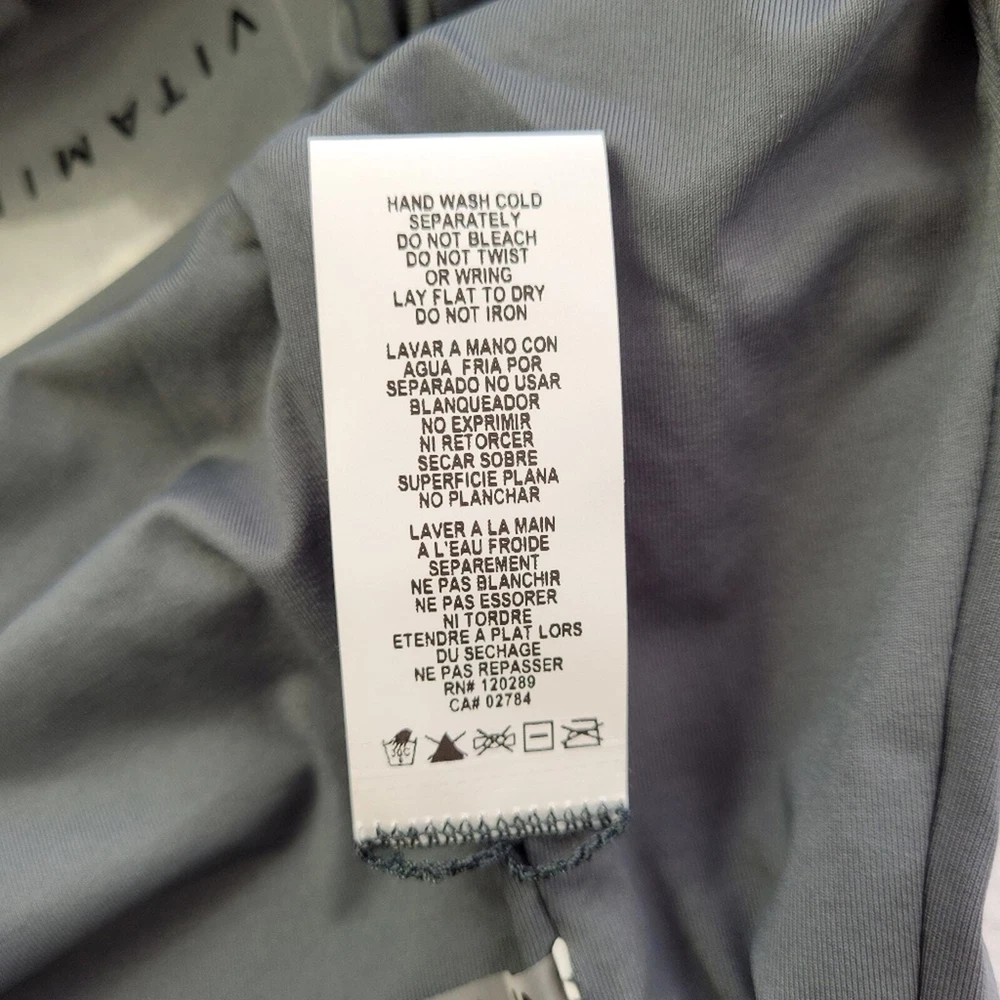 VITAMI
HAND WASH COLD
SEPARATELY
DO NOT BLEACH
DO NOT TWIST
OR WRING
LAY FLAT TO DRY
DO NOT IRON
LAVAR A MANO CON
AGUA FRIA POR
SEPARADO NO USAR
BLANQUEADOR
NO EXPRIMIR
NI RETORCER
SECAR SOBRE
SUPERFICIE PLANA
NO PLANCHAR
LAVER A LA MAIN
A L'EAU FROIDE
SEPAREMENT
NE PAS BLANCHIR
NE PAS ESSORER
NI TORDRE
ETENDRE A PLAT LORS
DU SECHAGE
NE PAS REPASSER
RN# 120289
CA# 02784